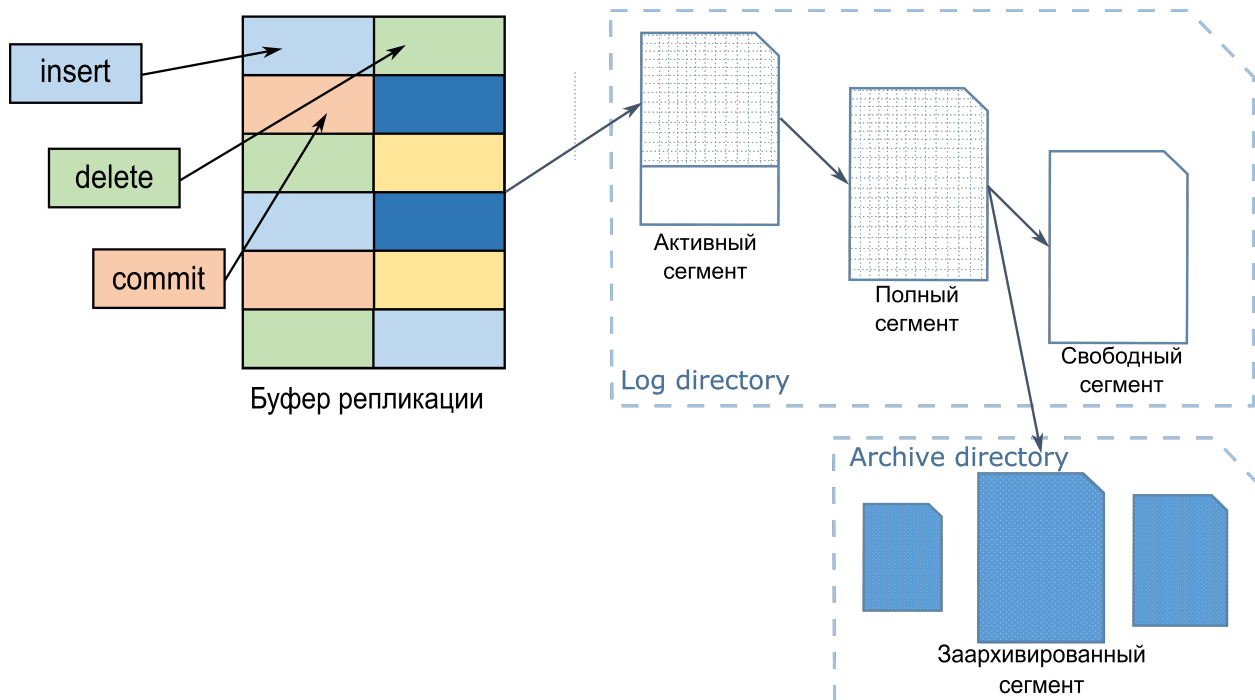 insert
delete
commit
Буфер репликации
Активный
сегмент
Полный
сегмент
Свободный
сегмент
Log directory
Archive directory
Заархивированный
сегмент